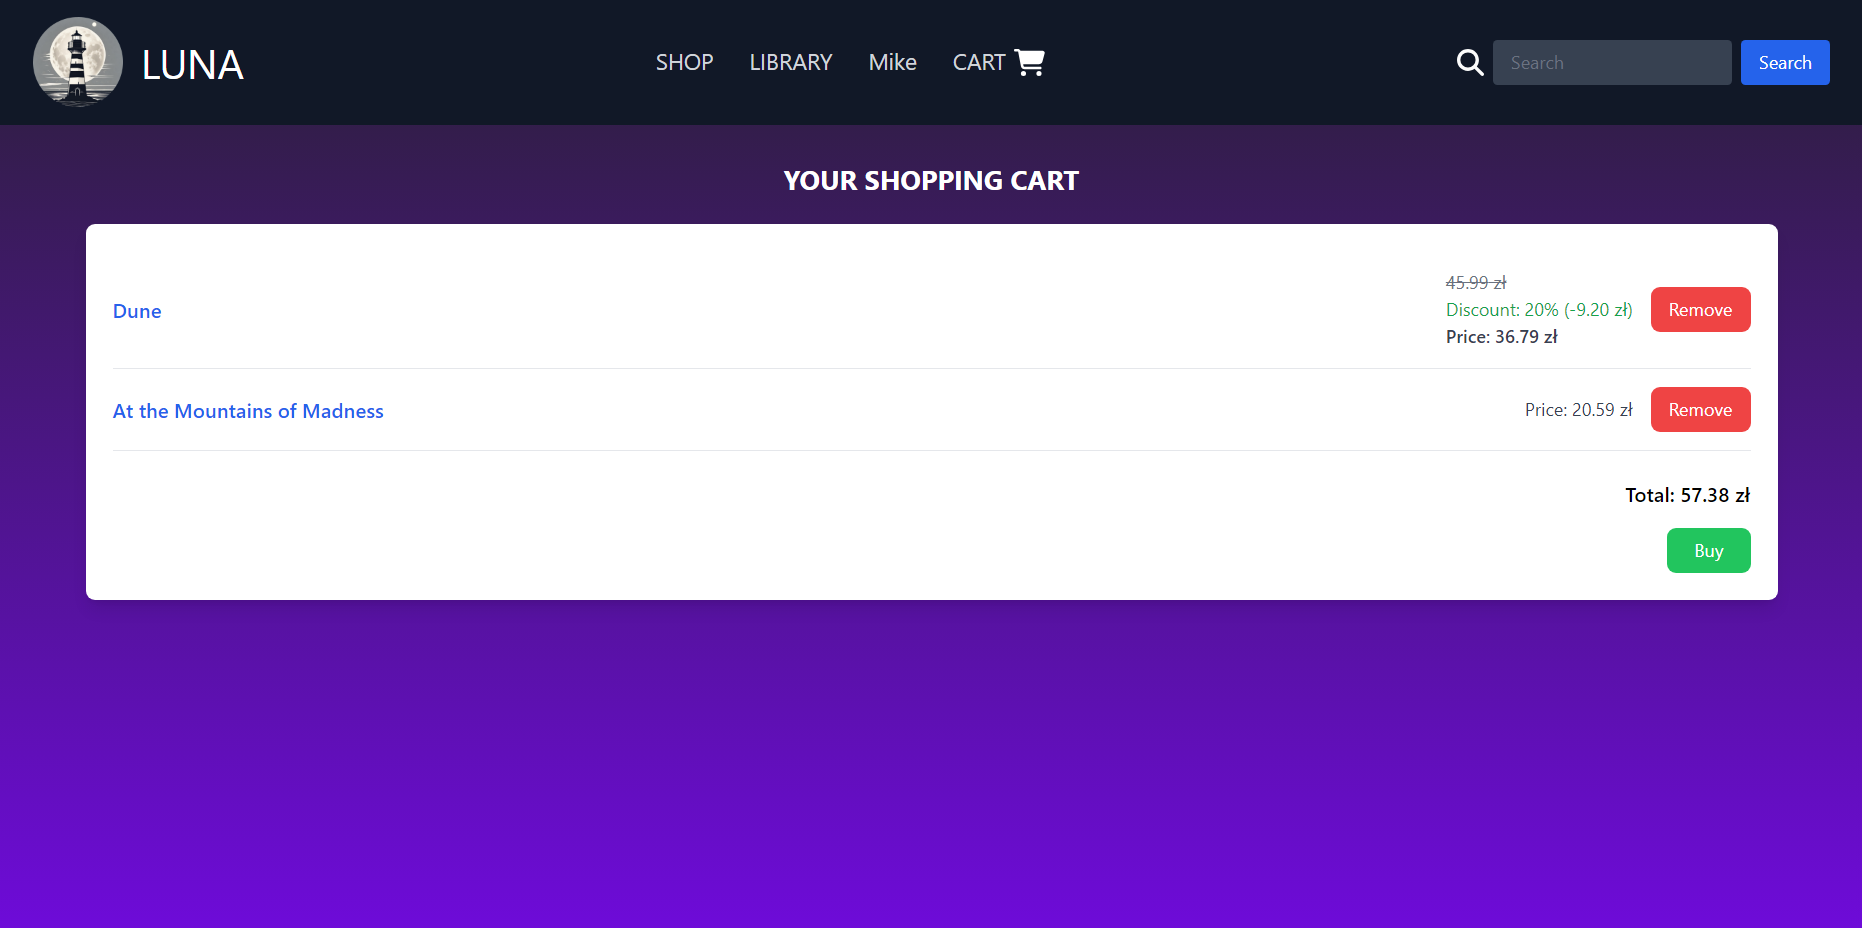 LUNA
SHOP LIBRARY Mike CART
Search Search
YOUR SHOPPING CART
Dune
45.99 zł
Discount: 20% (-9.20 zł)
Price: 36.79 zł
Remove
At the Mountains of Madness
Price: 20.59 zł
Remove
Total: 57.38 zł
Buy